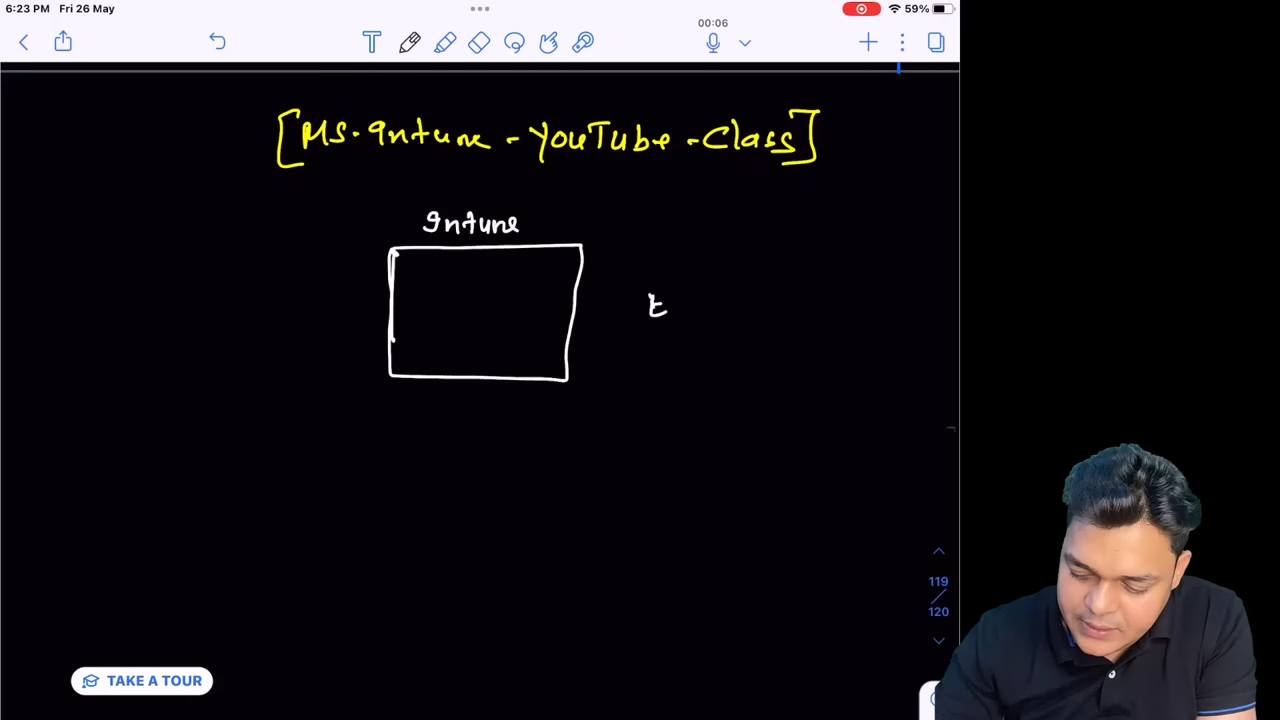 6:23 PM Fri 26 May
59%
00:06
[MS-Intune - YouTube - Class]
Intune
E
119
120
TAKE A TOUR